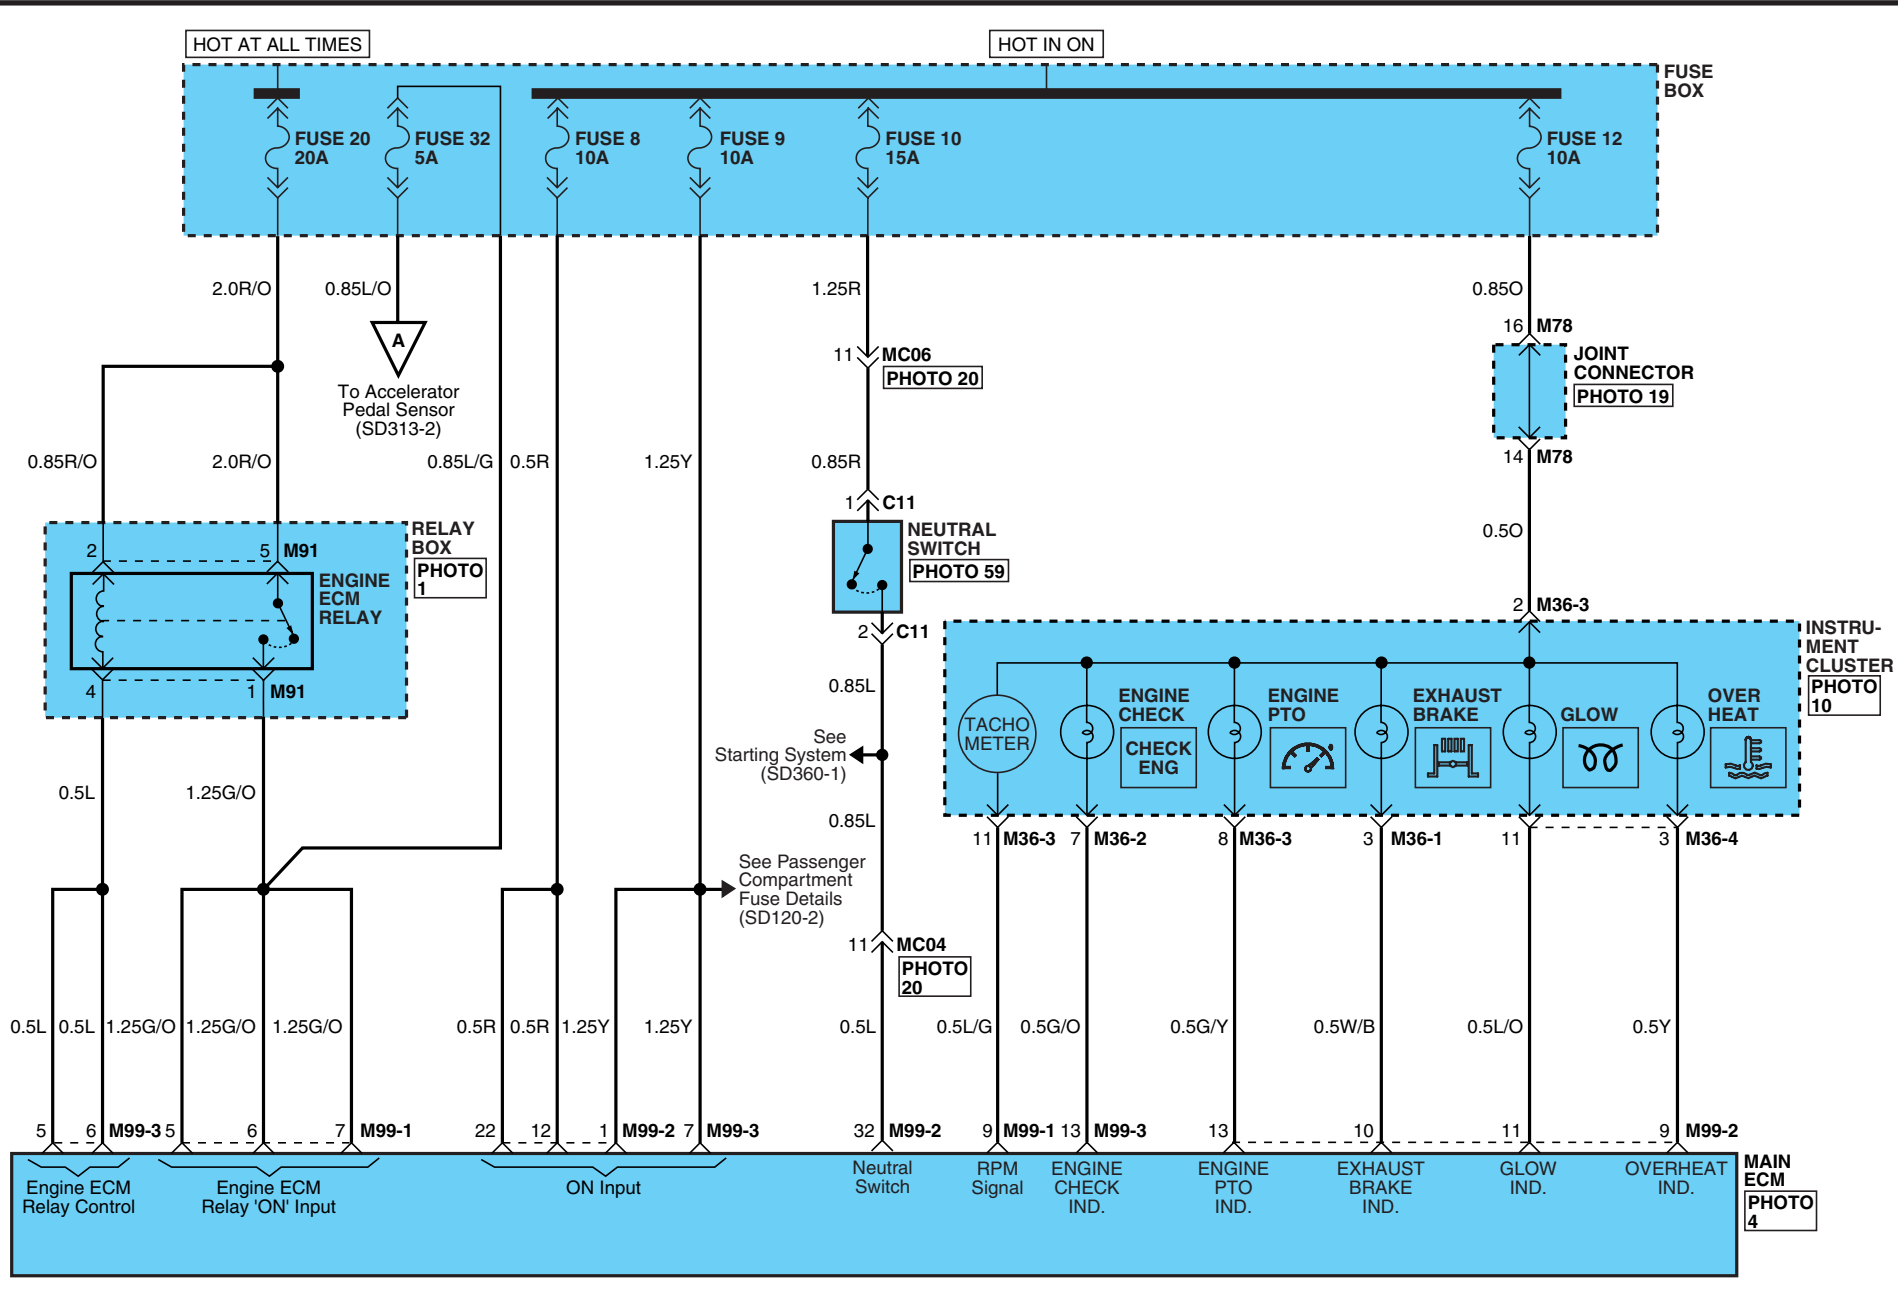 HOT AT ALL TIMES
HOT IN ON
FUSE
BOX
FUSE 20
20A
FUSE 32
5A
FUSE 8
10A
FUSE 9
10A
FUSE 10
15A
FUSE 12
10A
2.0R/O
0.85L/O
1.25R
0.85O
A
To Accelerator
Pedal Sensor
(SD313-2)
11
MC06
PHOTO 20
16
M78
JOINT
CONNECTOR
PHOTO 19
14
M78
0.85R/O
2.0R/O
0.85L/G
0.5R
1.25Y
0.85R
1
C11
NEUTRAL
SWITCH
PHOTO 59
2
C11
0.5O
RELAY
BOX
PHOTO
1
2
5
M91
ENGINE
ECM
RELAY
4
1
M91
2
M36-3
INSTRU-
MENT
CLUSTER
PHOTO
10
TACHO
METER
ENGINE
CHECK
CHECK
ENG
ENGINE
PTO
EXHAUST
BRAKE
GLOW
OVER
HEAT
0.85L
See
Starting System
(SD360-1)
0.5L
1.25G/O
0.85L
11
M36-3
7
M36-2
8
M36-3
3
M36-1
11
3
M36-4
See Passenger
Compartment
Fuse Details
(SD120-2)
11
MC04
PHOTO
20
0.5L
0.5L
1.25G/O
1.25G/O
1.25G/O
0.5R
0.5R
1.25Y
1.25Y
0.5L
0.5L/G
0.5G/O
0.5G/Y
0.5W/B
0.5L/O
0.5Y
5
6
M99-3
5
6
7
M99-1
22
12
1
M99-2
7
M99-3
32
M99-2
9
M99-1
13
M99-3
13
10
11
9
M99-2
Engine ECM
Relay Control
Engine ECM
Relay 'ON' Input
ON Input
Neutral
Switch
RPM
Signal
ENGINE
CHECK
IND.
ENGINE
PTO
IND.
EXHAUST
BRAKE
IND.
GLOW
IND.
OVERHEAT
IND.
MAIN
ECM
PHOTO
4